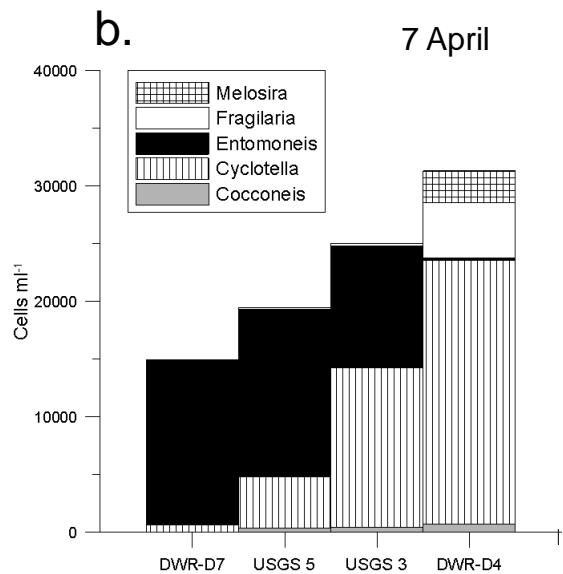 b.
7 April
40000
Melosira
Fragilaria
Entomoneis
Cyclotella
Cocconeis
30000
20000
10000
0
Cells ml⁻¹
DWR-D7 USGS 5 USGS 3 DWR-D4